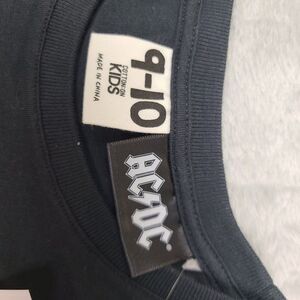 9-10
COTTON:ON
KIDS
MADE IN CHINA
AC/DC®